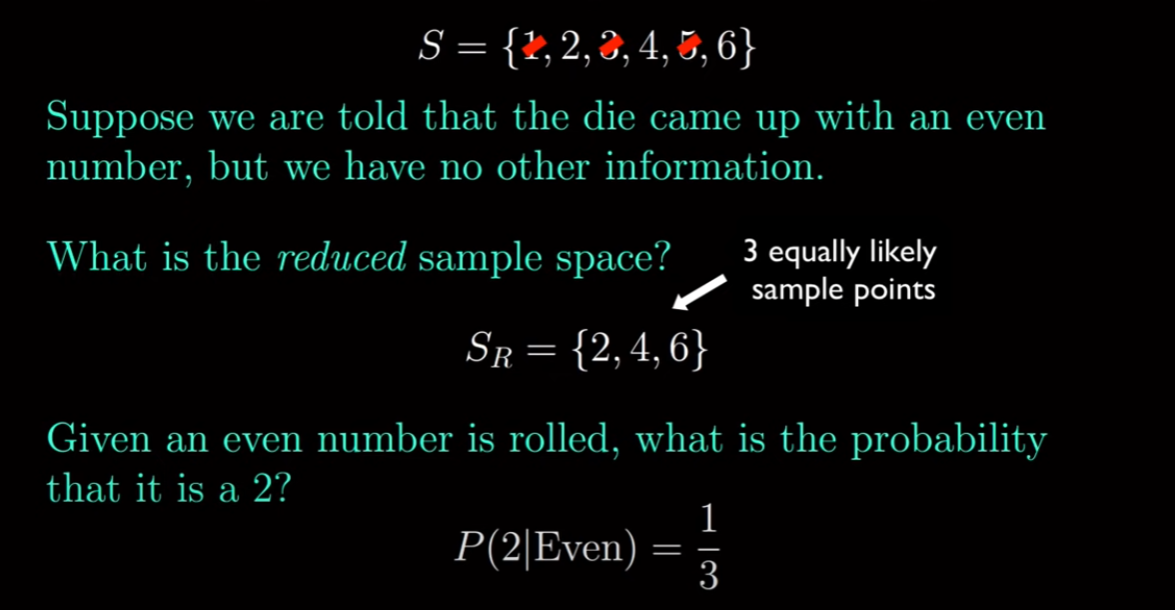 S = {1, 2, 3, 4, 5, 6}
Suppose we are told that the die came up with an even
number, but we have no other information.
What is the reduced sample space?
3 equally likely
sample points
S_R = {2, 4, 6}
Given an even number is rolled, what is the probability
that it is a 2?
P(2|Even) = 1/3